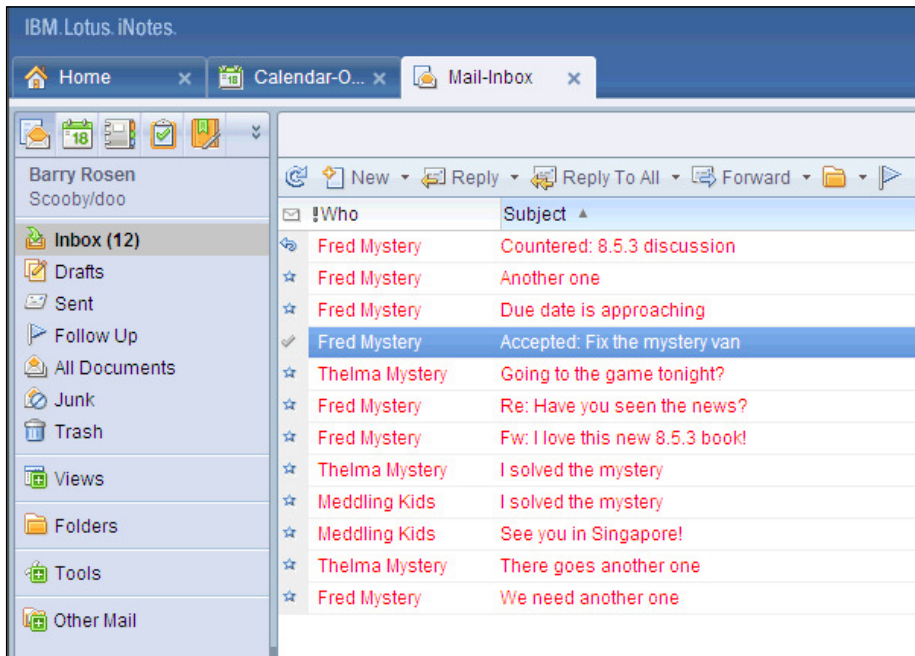 IBM.Lotus.iNotes.
Home Calendar-O... Mail-Inbox
18
Barry Rosen
Scooby/doo
New Reply Reply To All Forward
!Who Subject
Inbox (12)
Drafts
Sent
Follow Up
All Documents
Junk
Trash
Views
Folders
Tools
Other Mail
Fred Mystery Countered: 8.5.3 discussion
Fred Mystery Another one
Fred Mystery Due date is approaching
Fred Mystery Accepted: Fix the mystery van
Thelma Mystery Going to the game tonight?
Fred Mystery Re: Have you seen the news?
Fred Mystery Fw: I love this new 8.5.3 book!
Thelma Mystery I solved the mystery
Meddling Kids I solved the mystery
Meddling Kids See you in Singapore!
Thelma Mystery There goes another one
Fred Mystery We need another one